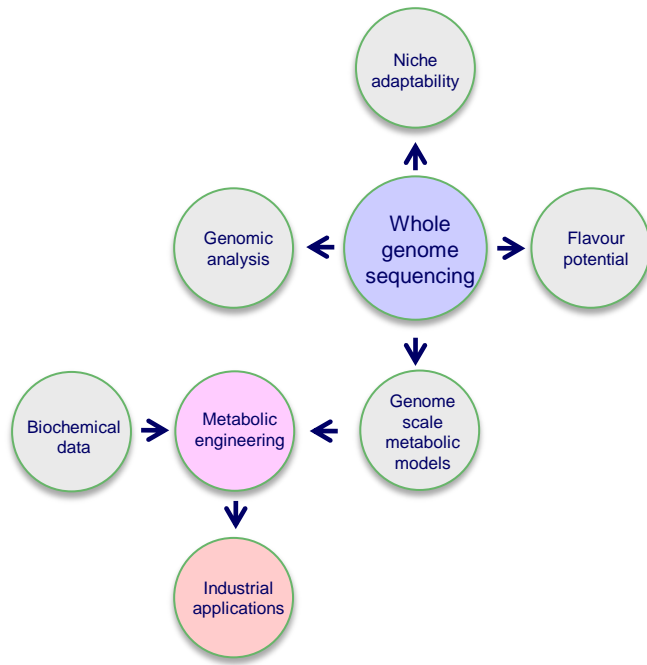 Niche
adaptability
Genomic
analysis
Whole
genome
sequencing
Flavour
potential
Biochemical
data
Metabolic
engineering
Genome
scale
metabolic
models
Industrial
applications